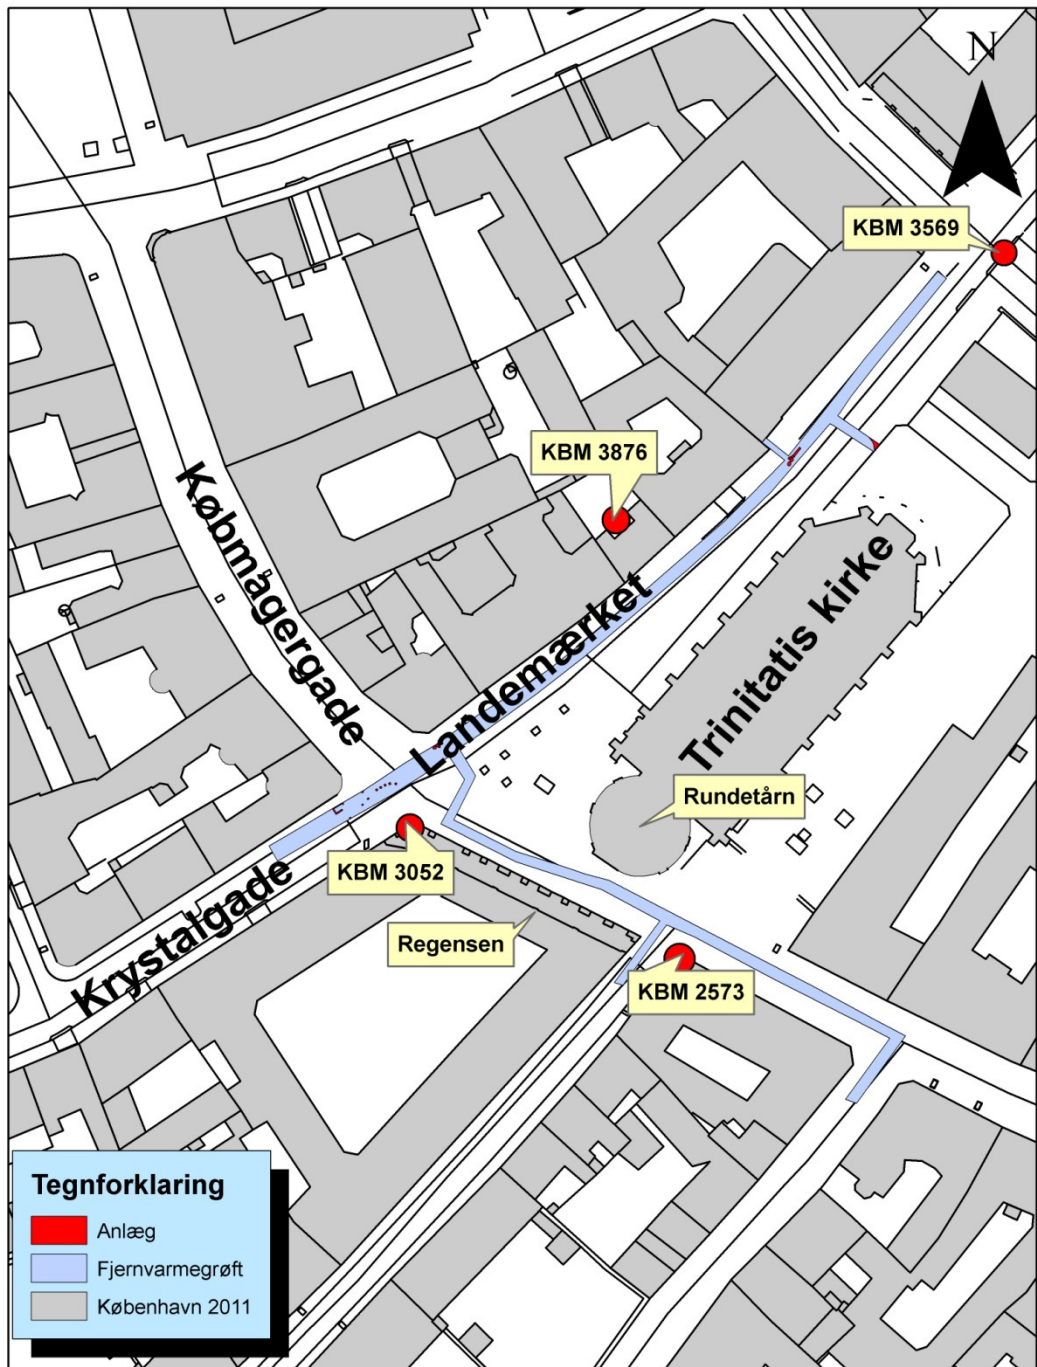 N
KBM 3569
KBM 3876
Købmagergade
Landemærket
Trinitatis kirke
Rundetårn
KBM 3052
Krystalgade
Regensen
KBM 2573
Tegnforklaring
Anlæg
Fjernvarmegrøft
København 2011